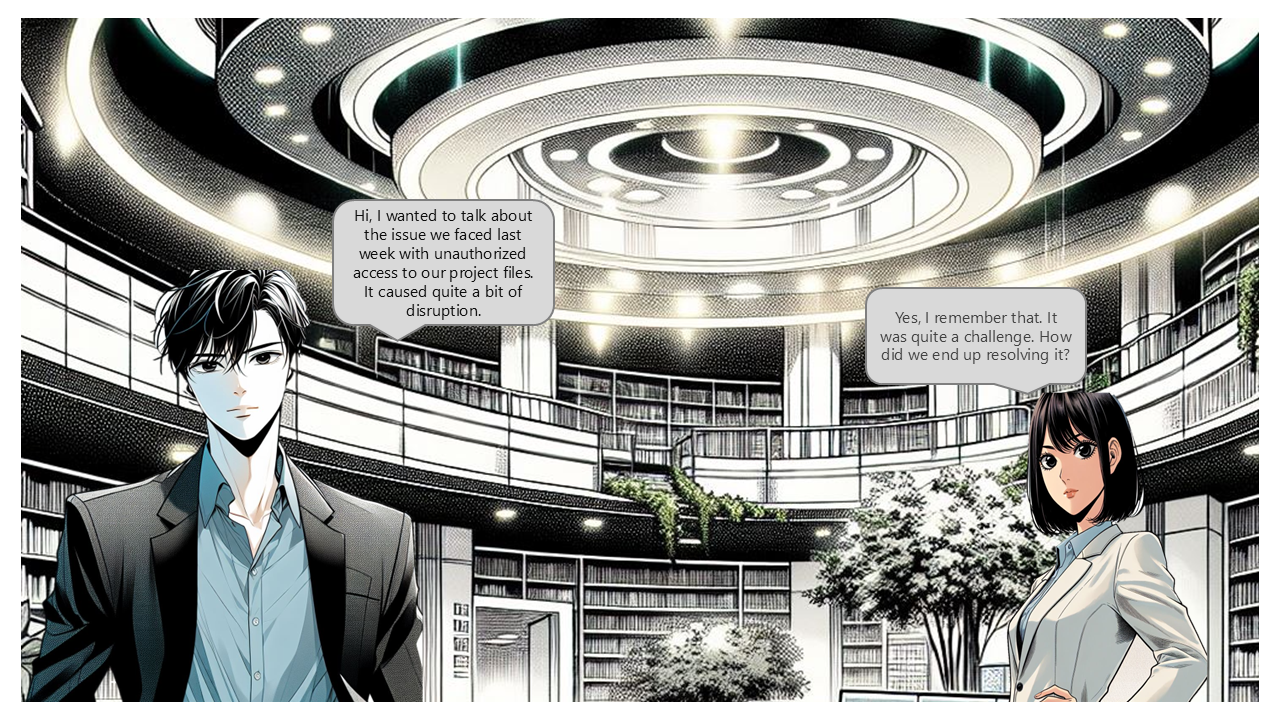 Hi, I wanted to talk about
the issue we faced last
week with unauthorized
access to our project files.
It caused quite a bit of
disruption.
Yes, I remember that. It
was quite a challenge. How
did we end up resolving it?